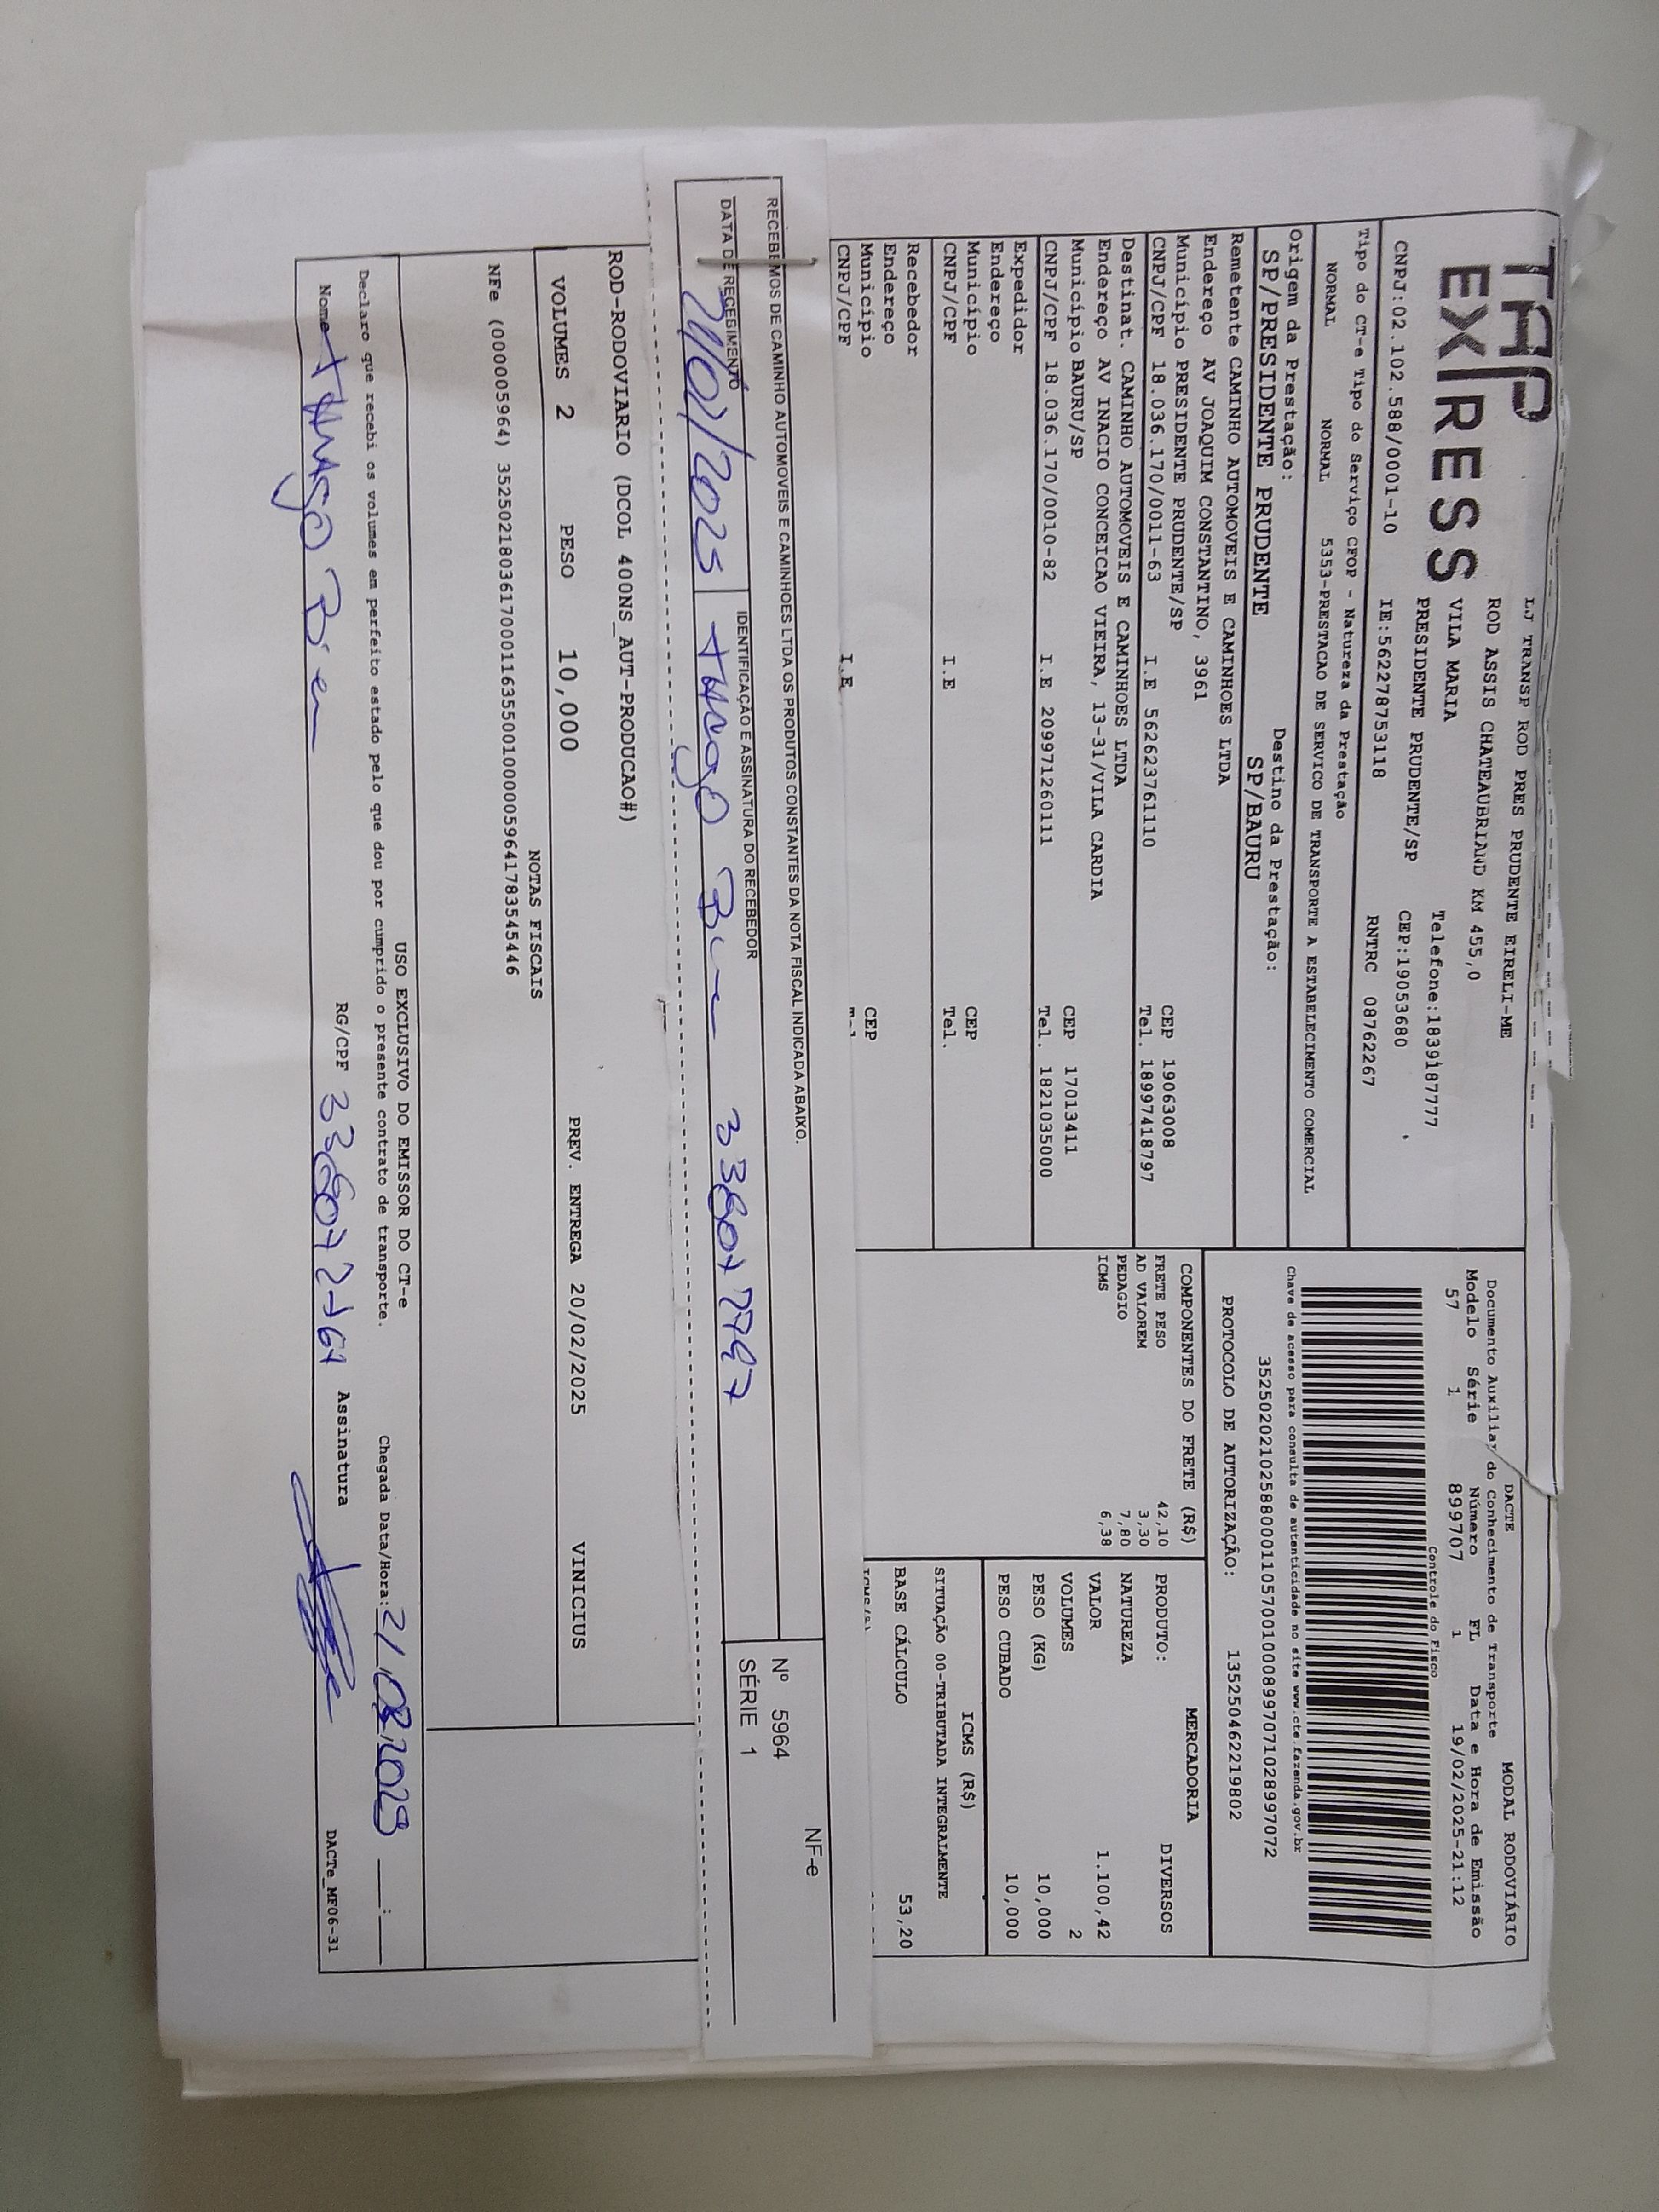 TAP
EXPRESS
LJ TRANSP ROD PRES PRUDENTE EIRELI-ME
ROD ASSIS CHATEAUBRIAND KM 455,0
VILA MARIA
PRESIDENTE PRUDENTE/SP
Telefone:1839187777
CEP:19053680
CNPJ:02.102.588/0001-10 IE:562278753118 RNTRC 08762267
DACTE
Documento Auxiliar do Conhecimento de Transporte
MODAL RODOVIÁRIO
Modelo Série Número FL Data e Hora de Emissão
57 1 899707 1 19/02/2025-21:12
Controle do Fisco
Chave de acesso para consulta de autenticidade no site www.cte.fazenda.gov.br
35250202102588000110570010008997071028997072
PROTOCOLO DE AUTORIZAÇÃO: 135250462219802
Tipo do CT-e Tipo do Serviço CFOP - Natureza da Prestação
NORMAL NORMAL 5353-PRESTACAO DE SERVICO DE TRANSPORTE A ESTABELECIMENTO COMERCIAL
Origem da Prestação: Destino da Prestação:
SP/PRESIDENTE PRUDENTE SP/BAURU
Remetente CAMINHO AUTOMOVEIS E CAMINHOES LTDA
Endereço AV JOAQUIM CONSTANTINO, 3961
Município PRESIDENTE PRUDENTE/SP CEP 19063008
CNPJ/CPF 18.036.170/0011-63 I.E 562623761110 Tel. 18997418797
Destinat. CAMINHO AUTOMOVEIS E CAMINHOES LTDA
Endereço AV INACIO CONCEICAO VIEIRA, 13-31/VILA CARDIA
Município BAURU/SP CEP 17013411
CNPJ/CPF 18.036.170/0010-82 I.E 209971260111 Tel. 1821035000
Expedidor
Endereço
Município CEP
CNPJ/CPF I.E Tel.
Recebedor
Endereço
Município CEP
CNPJ/CPF I.E
COMPONENTES DO FRETE (R$)
FRETE PESO 42,10
AD VALOREM 3,30
PEDAGIO 7,80
ICMS 6,38
MERCADORIA
PRODUTO: DIVERSOS
NATUREZA
VALOR 1.100,42
VOLUMES 2
PESO (KG) 10,000
PESO CUBADO 10,000
ICMS (R$)
SITUAÇÃO 00-TRIBUTADA INTEGRALMENTE
BASE CÁLCULO 53,20
RECEBEMOS DE CAMINHO AUTOMOVEIS E CAMINHOES LTDA OS PRODUTOS CONSTANTES DA NOTA FISCAL INDICADA ABAIXO.
NF-e
Nº 5964
SÉRIE 1
DATA DE RECEBIMENTO IDENTIFICAÇÃO E ASSINATURA DO RECEBEDOR
ROD-RODOVIARIO (DCOL 400NS_AUT-PRODUCAO#)
VOLUMES 2 PESO 10,000 PREV. ENTREGA 20/02/2025 VINICIUS
NOTAS FISCAIS
NFe (000005964) 35250218036170001163550010000059641783545446
USO EXCLUSIVO DO EMISSOR DO CT-e
Declaro que recebi os volumes em perfeito estado pelo que dou por cumprido o presente contrato de transporte. Chegada Data/Hora: __:__
Nome RG/CPF Assinatura
DACTe_MF06-31